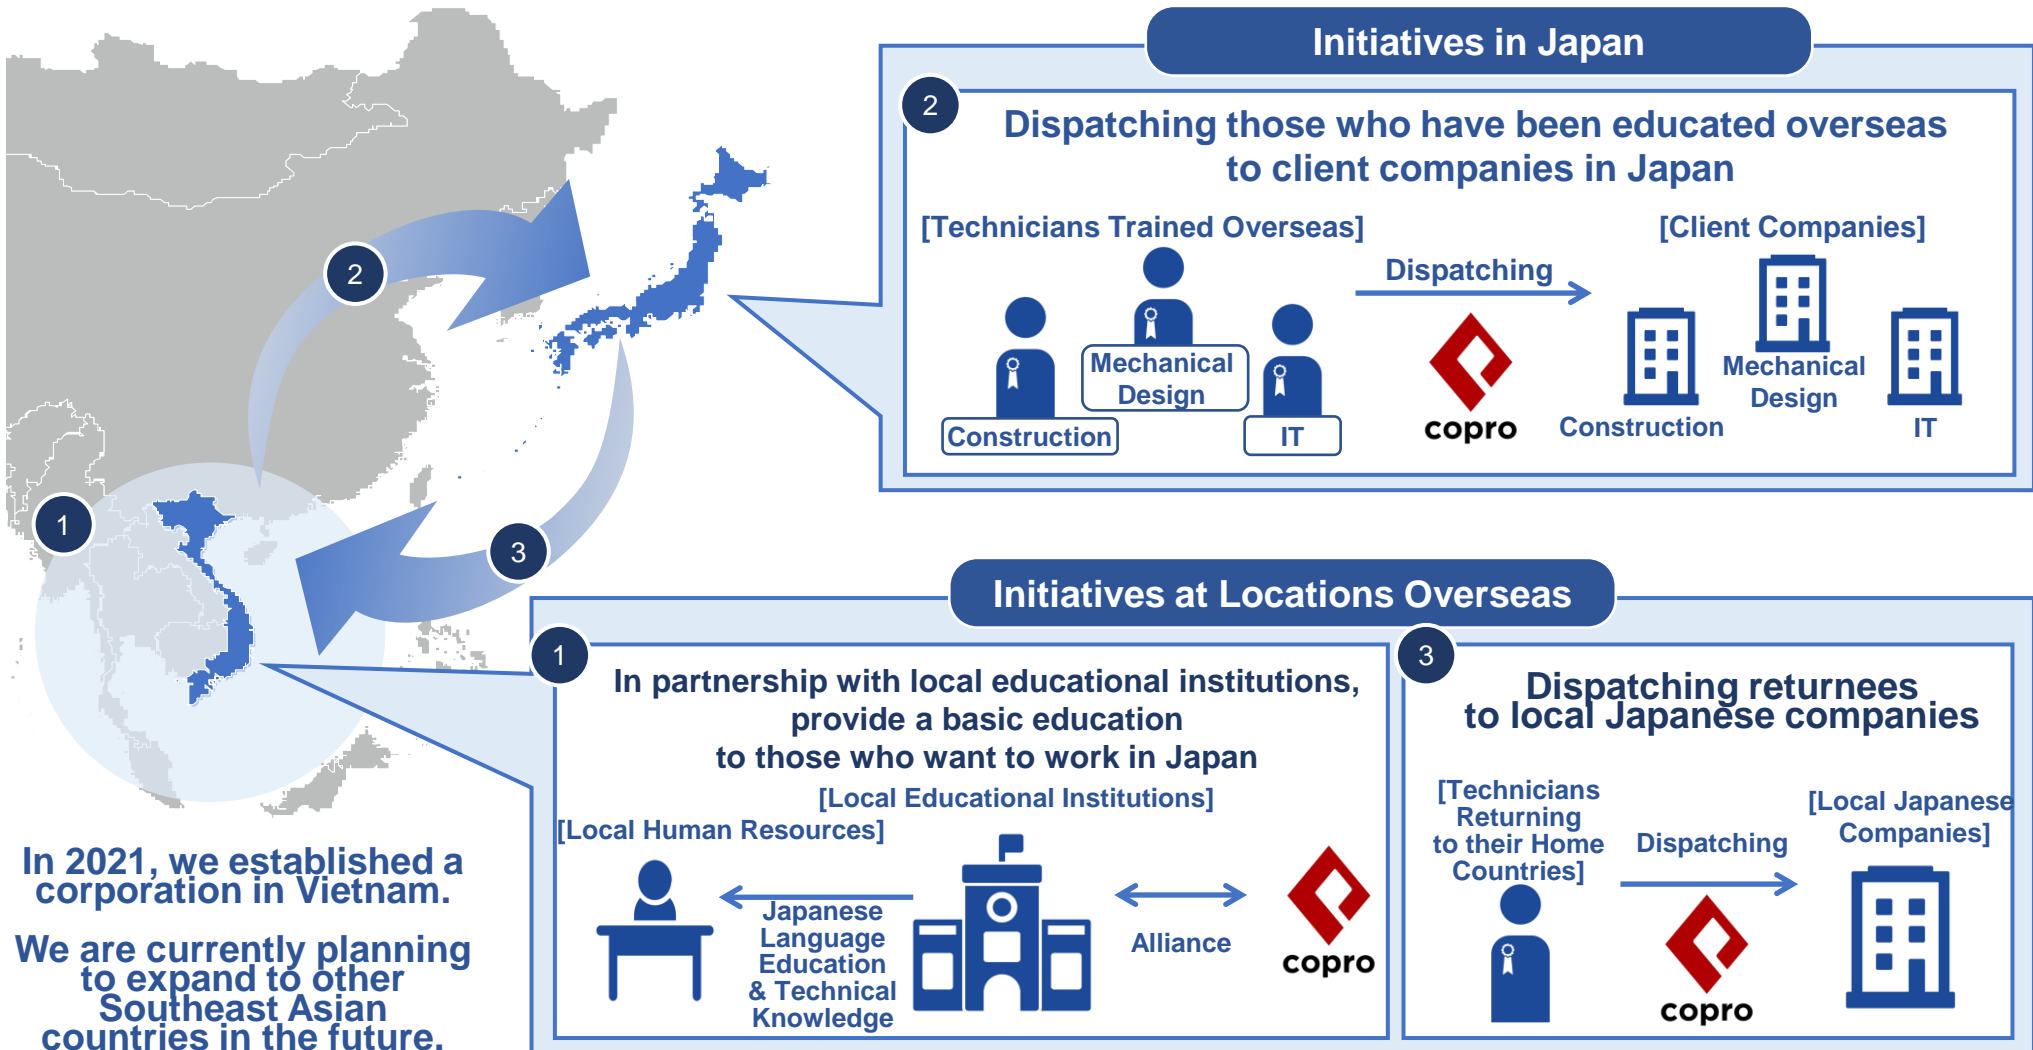 Initiatives in Japan
2
Dispatching those who have been educated overseas
to client companies in Japan
[Technicians Trained Overseas]
[Client Companies]
Dispatching
Mechanical
Design
Construction
IT
copro
Construction
Mechanical
Design
IT
2
1
3
Initiatives at Locations Overseas
1
In partnership with local educational institutions,
provide a basic education
to those who want to work in Japan
[Local Educational Institutions]
[Local Human Resources]
Japanese
Language
Education
& Technical
Knowledge
Alliance
copro
3
Dispatching returnees
to local Japanese companies
[Technicians
Returning
to their Home
Countries]
Dispatching
copro
[Local Japanese
Companies]
In 2021, we established a
corporation in Vietnam.
We are currently planning
to expand to other
Southeast Asian
countries in the future.